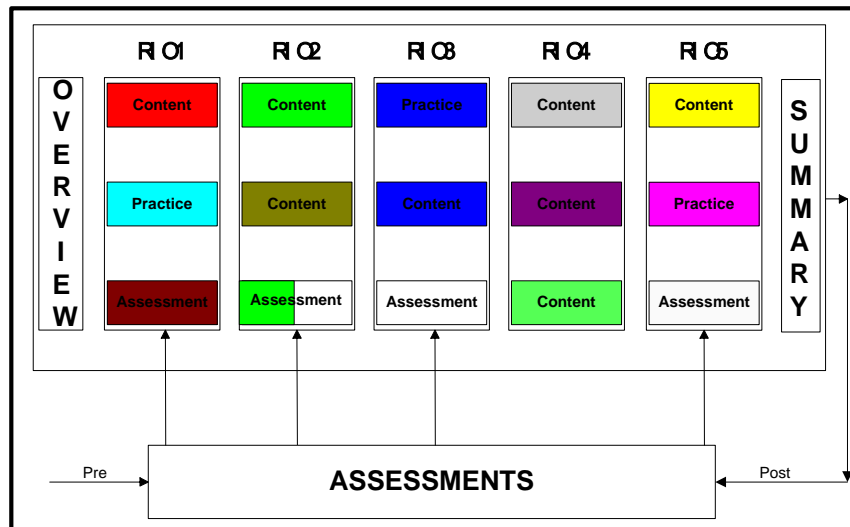 RIO1 RIO2 RIO3 RIO4 RIO5
OVERVIEW
Content Content Practice Content Content
Practice Content Content Content Practice
Assessment Assessment Assessment Content Assessment
SUMMARY
Pre ASSESSMENTS Post